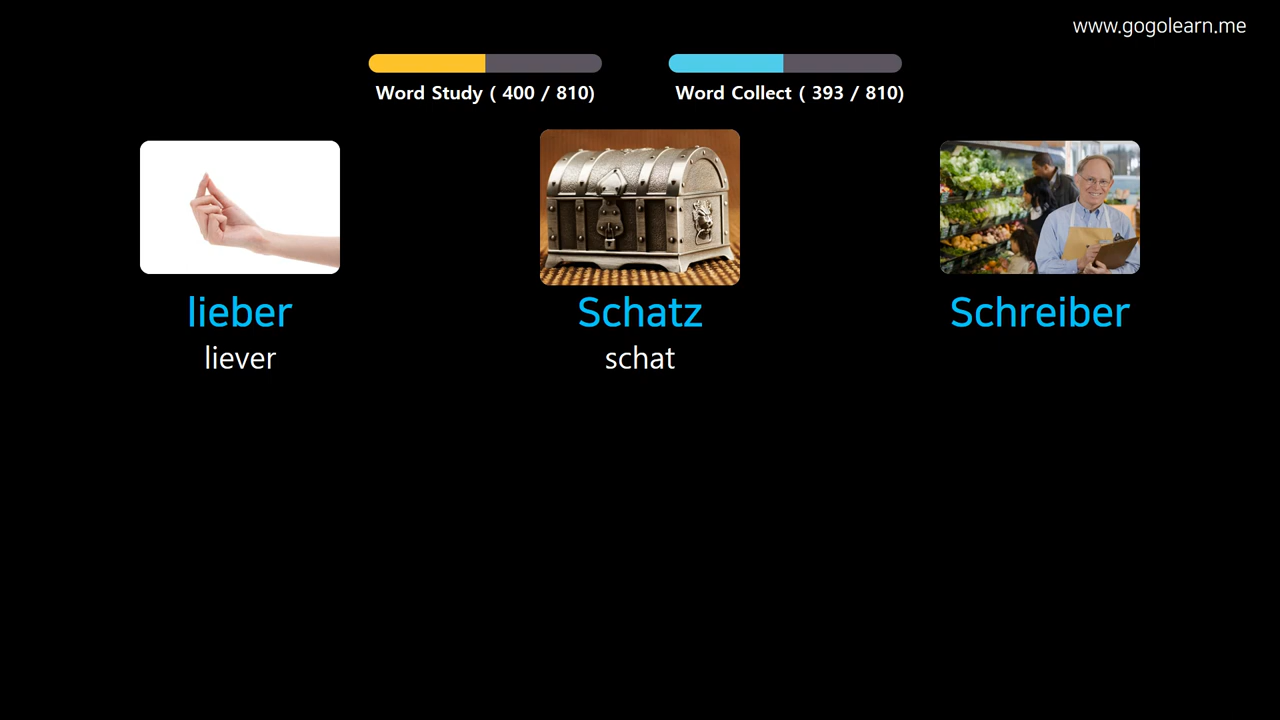 www.gogolearn.me
Word Study ( 400 / 810)
Word Collect ( 393 / 810)
lieber
Schatz
Schreiber
liever
schat